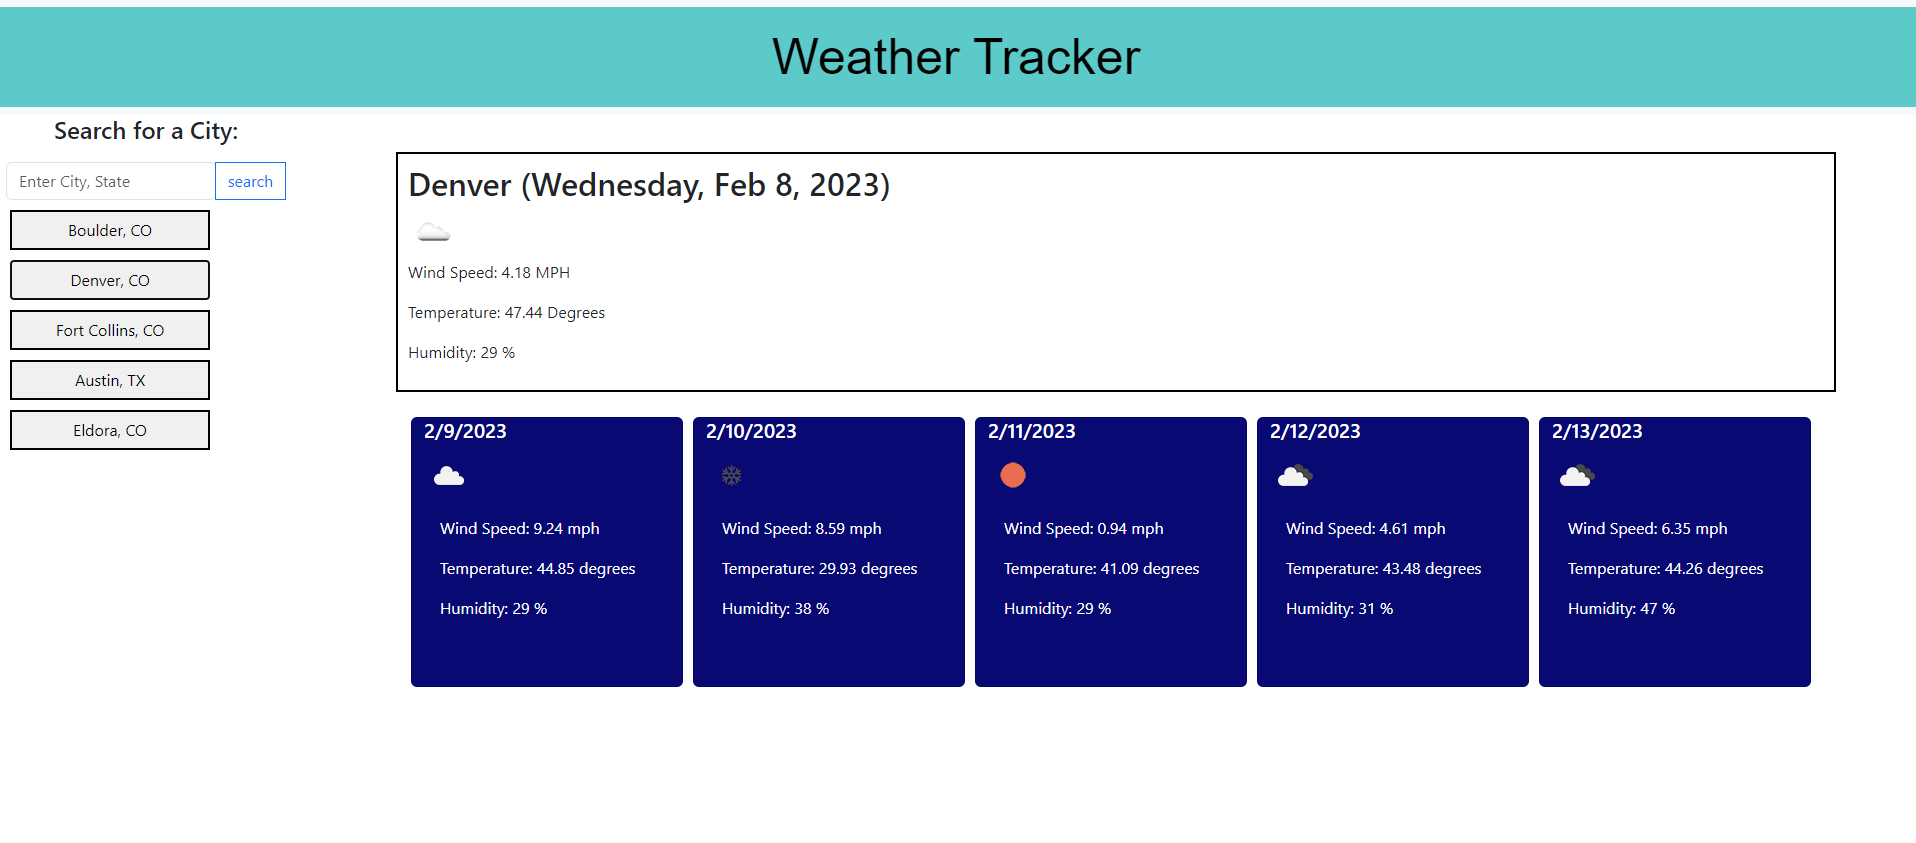 Weather Tracker
Search for a City:
Enter City, State
search
Boulder, CO
Denver, CO
Fort Collins, CO
Austin, TX
Eldora, CO
Denver (Wednesday, Feb 8, 2023)
Wind Speed: 4.18 MPH
Temperature: 47.44 Degrees
Humidity: 29 %
2/9/2023
Wind Speed: 9.24 mph
Temperature: 44.85 degrees
Humidity: 29 %
2/10/2023
Wind Speed: 8.59 mph
Temperature: 29.93 degrees
Humidity: 38 %
2/11/2023
Wind Speed: 0.94 mph
Temperature: 41.09 degrees
Humidity: 29 %
2/12/2023
Wind Speed: 4.61 mph
Temperature: 43.48 degrees
Humidity: 31 %
2/13/2023
Wind Speed: 6.35 mph
Temperature: 44.26 degrees
Humidity: 47 %